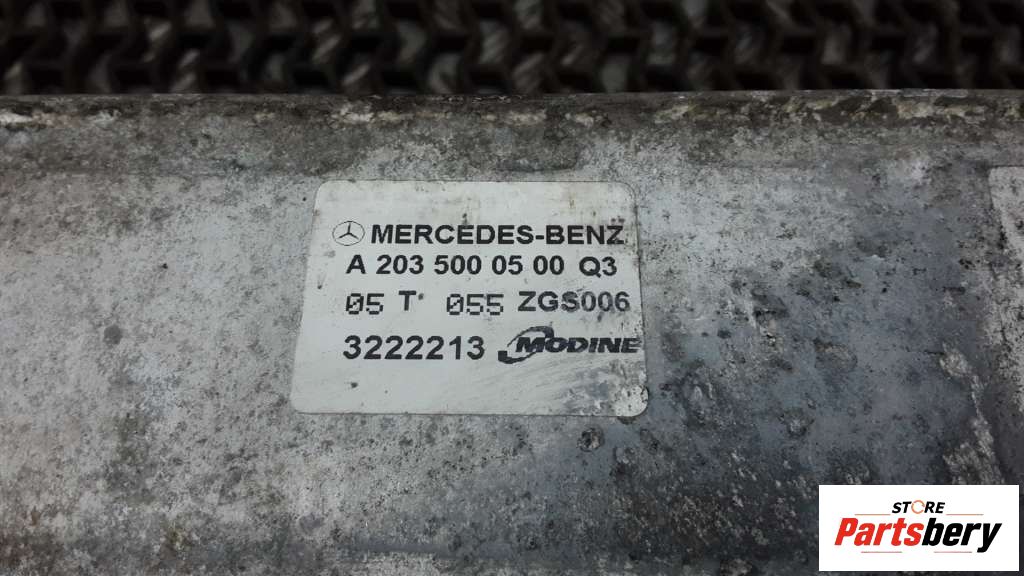 MERCEDES-BENZ
A 203 500 05 00 Q3
05 T 055 ZGS006
3222213 MODINE
STORE
Partsbery